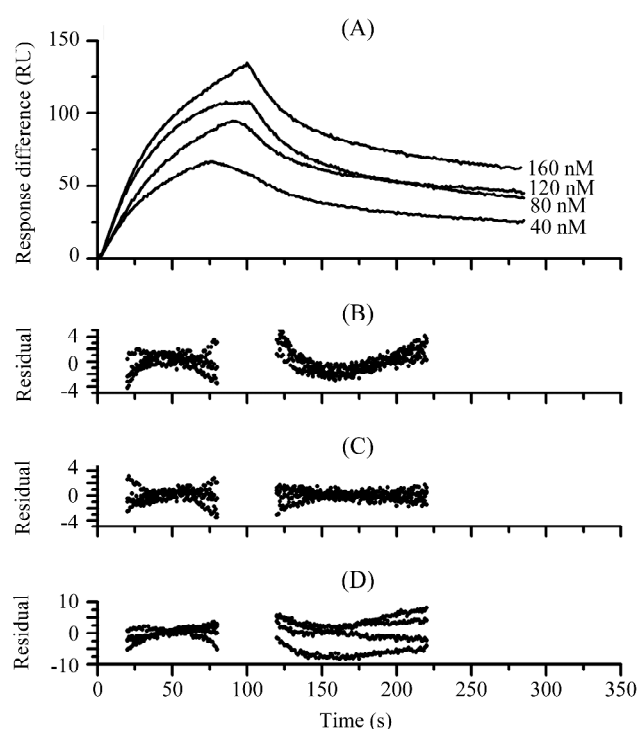 (A)
Response difference (RU)
150
100
50
0
160 nM
120 nM
80 nM
40 nM
(B)
Residual
4
0
-4
(C)
Residual
4
0
-4
(D)
Residual
10
0
-10
0 50 100 150 200 250 300 350
Time (s)